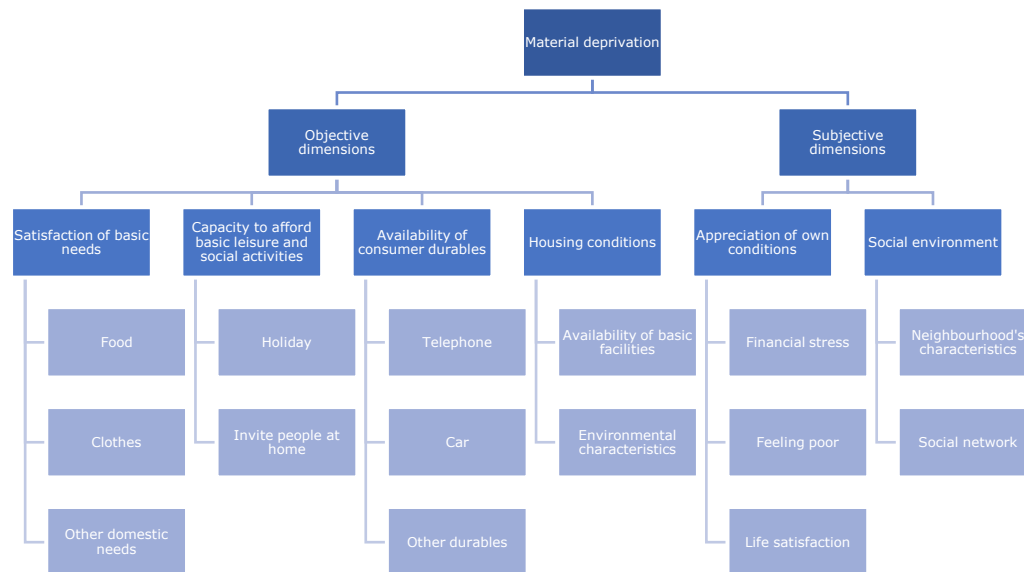 Material deprivation
Objective
dimensions
Subjective
dimensions
Satisfaction of basic
needs
Capacity to afford
basic leisure and
social activities
Availability of
consumer durables
Housing conditions
Appreciation of own
conditions
Social environment
Food
Holiday
Telephone
Availability of basic
facilities
Financial stress
Neighbourhood's
characteristics
Clothes
Invite people at
home
Car
Environmental
characteristics
Feeling poor
Social network
Other domestic
needs
Other durables
Life satisfaction